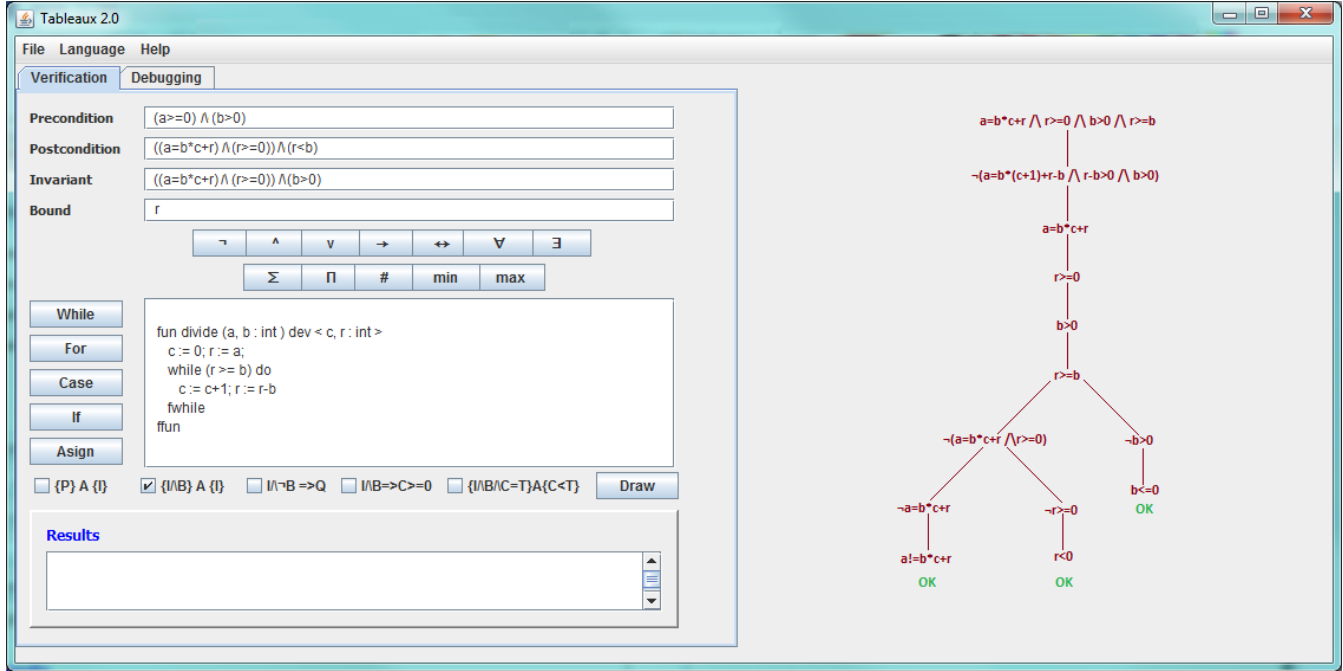 Tableaux 2.0
File Language Help
Verification Debugging
Precondition (a>=0) /\ (b>0)
Postcondition ((a=b*c+r) /\ (r>=0)) /\ (r<b)
Invariant ((a=b*c+r) /\ (r>=0)) /\ (b>0)
Bound r
¬ ^ v → ↔ ∀ ∃
Σ Π # min max
While
For
Case
If
Asign
fun divide (a, b : int ) dev < c, r : int >
c := 0; r := a;
while (r >= b) do
c := c+1; r := r-b
fwhile
ffun
{P} A {I} {I/\B} A {I} I/\¬B =>Q I/\B=>C>=0 {I/\B/\C=T}A{C<T} Draw
Results
a=b*c+r /\ r>=0 /\ b>0 /\ r>=b
¬(a=b*(c+1)+r-b /\ r-b>0 /\ b>0)
a=b*c+r
r>=0
b>0
r>=b
¬(a=b*c+r /\r>=0) ¬b>0
b<=0
OK
¬a=b*c+r ¬r>=0
a!=b*c+r r<0
OK OK